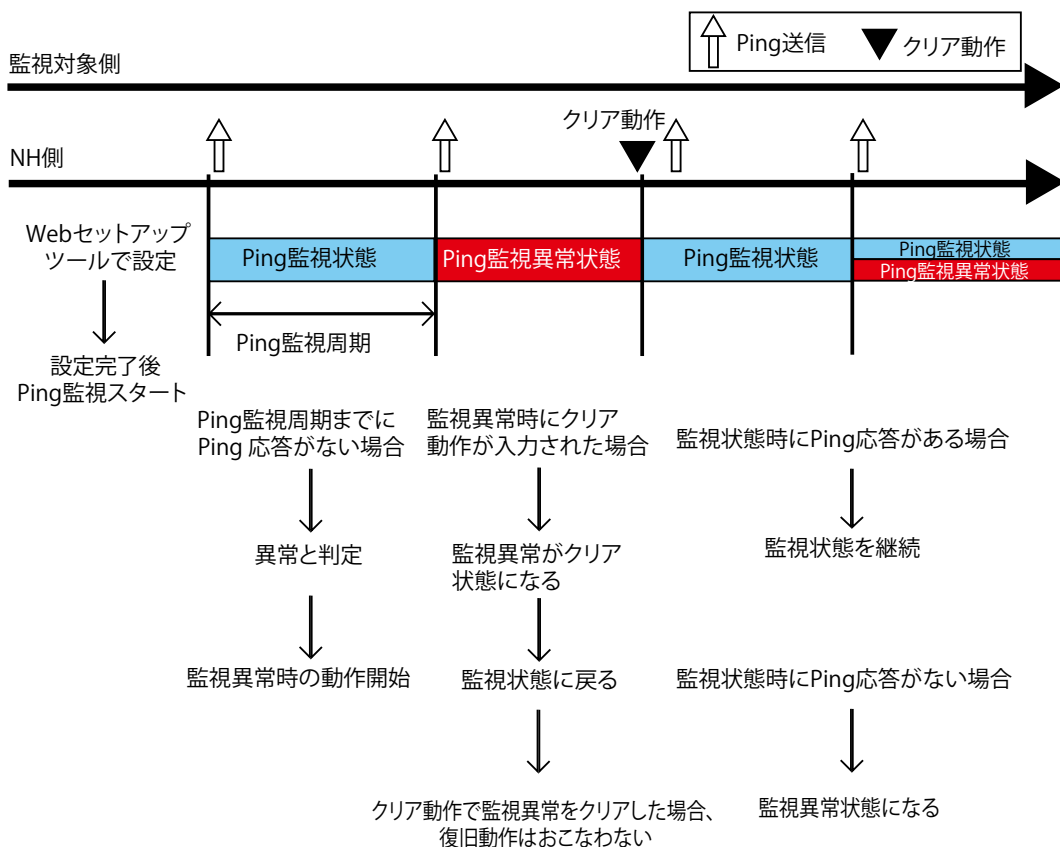 Ping送信
クリア動作
監視対象側
クリア動作
NH側
Webセットアップ
ツールで設定
Ping監視状態
Ping監視異常状態
Ping監視状態
Ping監視状態
Ping監視異常状態
Ping監視周期
設定完了後
Ping監視スタート
Ping監視周期までに
Ping 応答がない場合
異常と判定
監視異常時の動作開始
監視異常時にクリア
動作が入力された場合
監視異常がクリア
状態になる
監視状態に戻る
クリア動作で監視異常をクリアした場合、
復旧動作はおこなわない
監視状態時にPing応答がある場合
監視状態を継続
監視状態時にPing応答がない場合
監視異常状態になる